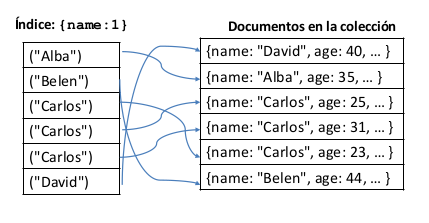 Índice: {name:1}
("Alba")
("Belen")
("Carlos")
("Carlos")
("Carlos")
("David")
Documentos en la colección
{name: "David", age: 40, ... }
{name: "Alba", age: 35, ... }
{name: "Carlos", age: 25, ... }
{name: "Carlos", age: 31, ... }
{name: "Carlos", age: 23, ... }
{name: "Belen", age: 44, ... }